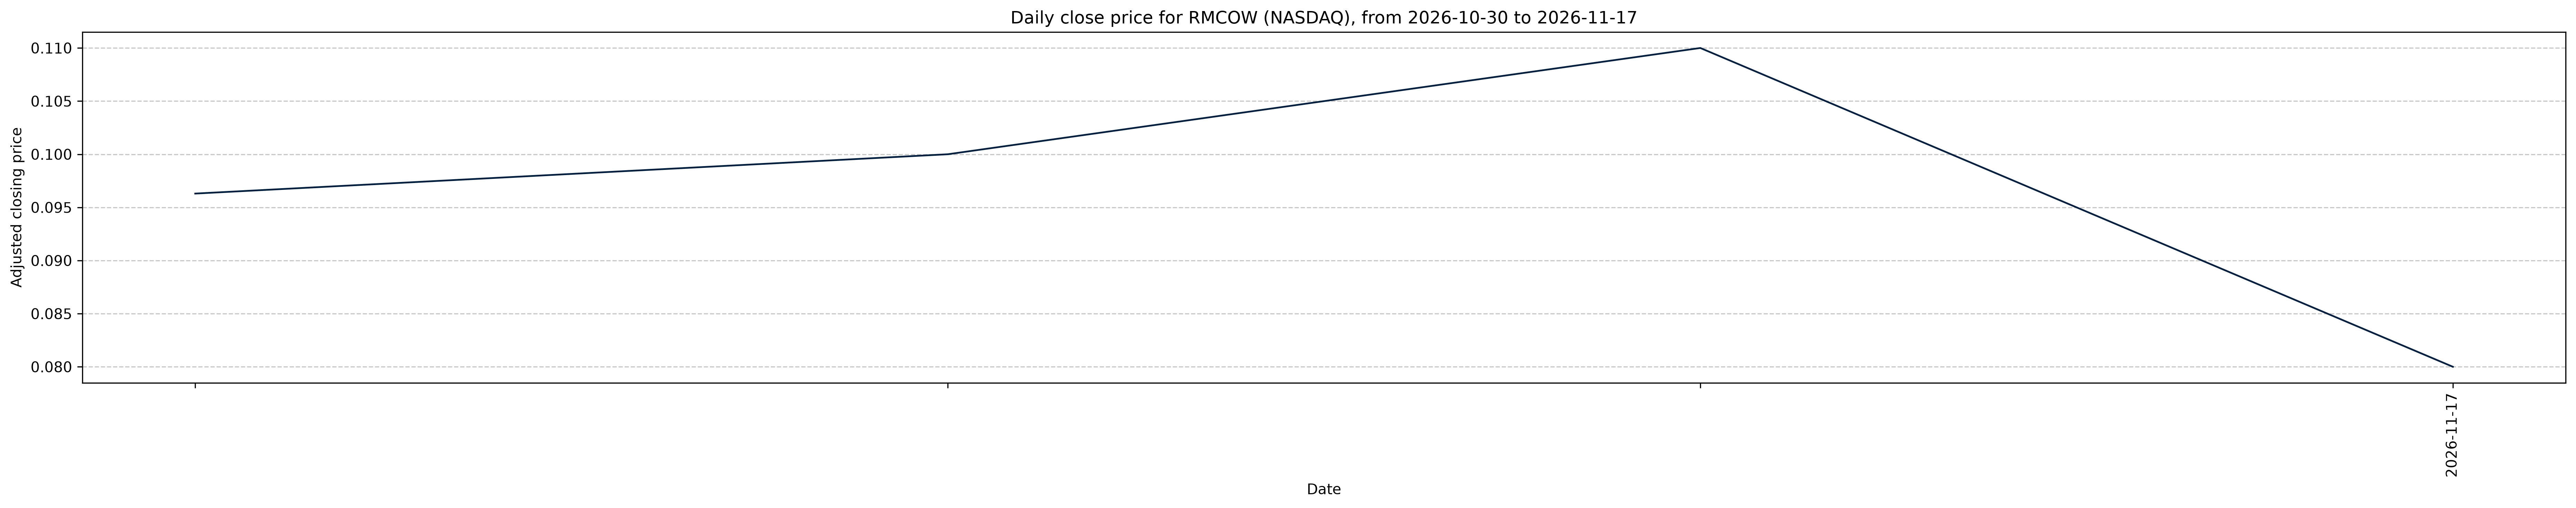 Daily close price for RMCOW (NASDAQ), from 2026-10-30 to 2026-11-17
0.110
0.105
0.100
0.095
0.090
0.085
0.080
Adjusted closing price
2026-11-17
Date